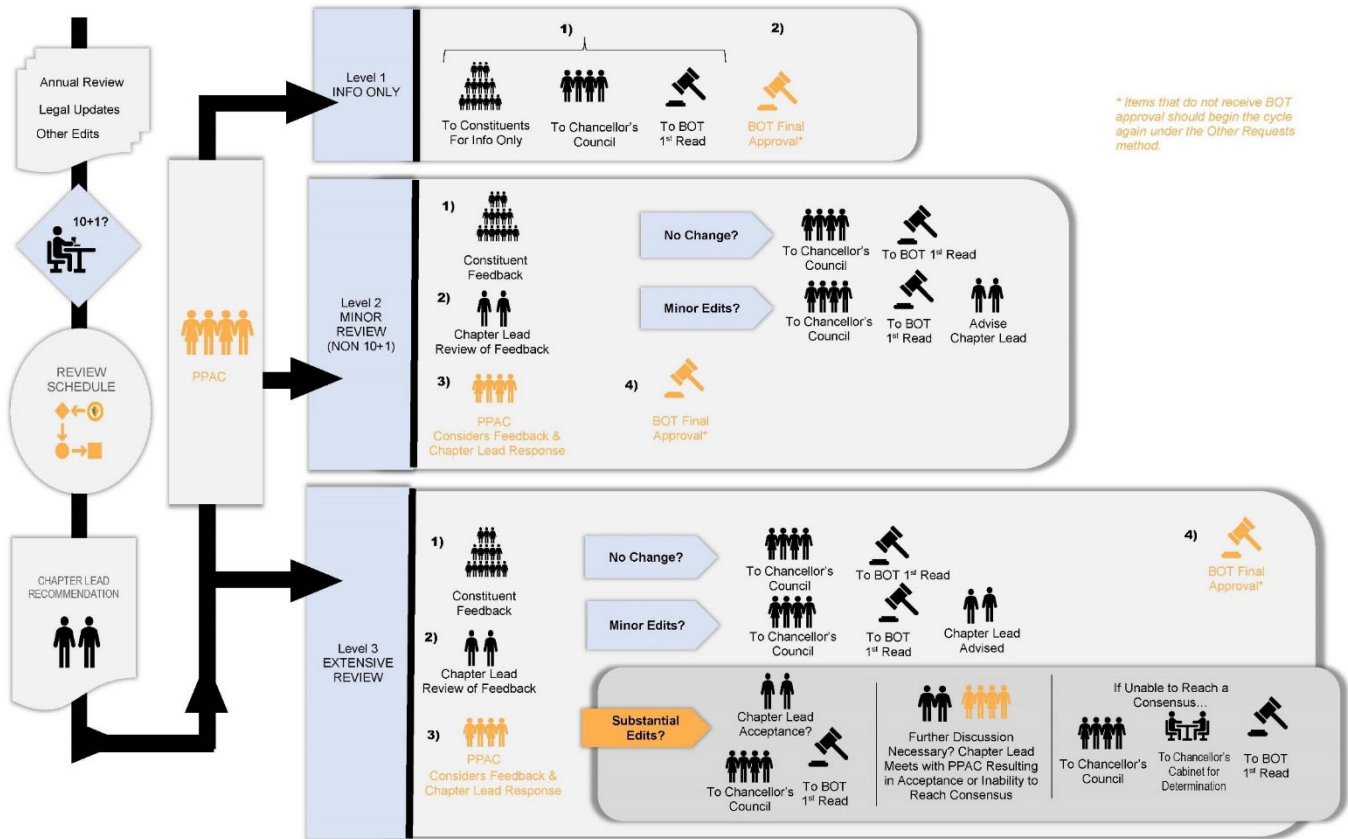 Annual Review
Legal Updates
Other Edits
10+1?
REVIEW
SCHEDULE
CHAPTER LEAD
RECOMMENDATION
PPAC
Level 1
INFO ONLY
1)
To Constituents
For Info Only
To Chancellor's
Council
To BOT
1st Read
2)
BOT Final
Approval*
* Items that do not receive BOT
approval should begin the cycle
again under the Other Requests
method.
Level 2
MINOR
REVIEW
(NON 10+1)
1)
Constituent
Feedback
2)
Chapter Lead
Review of Feedback
3)
PPAC
Considers Feedback &
Chapter Lead Response
No Change?
To Chancellor's
Council
To BOT 1st Read
Minor Edits?
To Chancellor's
Council
To BOT
1st Read
Advise
Chapter Lead
4)
BOT Final
Approval*
Level 3
EXTENSIVE
REVIEW
1)
Constituent
Feedback
2)
Chapter Lead
Review of Feedback
3)
PPAC
Considers Feedback &
Chapter Lead Response
No Change?
To Chancellor's
Council
To BOT 1st Read
4)
BOT Final
Approval*
Minor Edits?
To Chancellor's
Council
To BOT
1st Read
Chapter Lead
Advised
Substantial
Edits?
Chapter Lead
Acceptance?
To Chancellor's
Council
To BOT
1st Read
Further Discussion
Necessary? Chapter Lead
Meets with PPAC Resulting
in Acceptance or Inability to
Reach Consensus
If Unable to Reach a
Consensus...
To Chancellor's
Council
To Chancellor's
Cabinet for
Determination
To BOT
1st Read